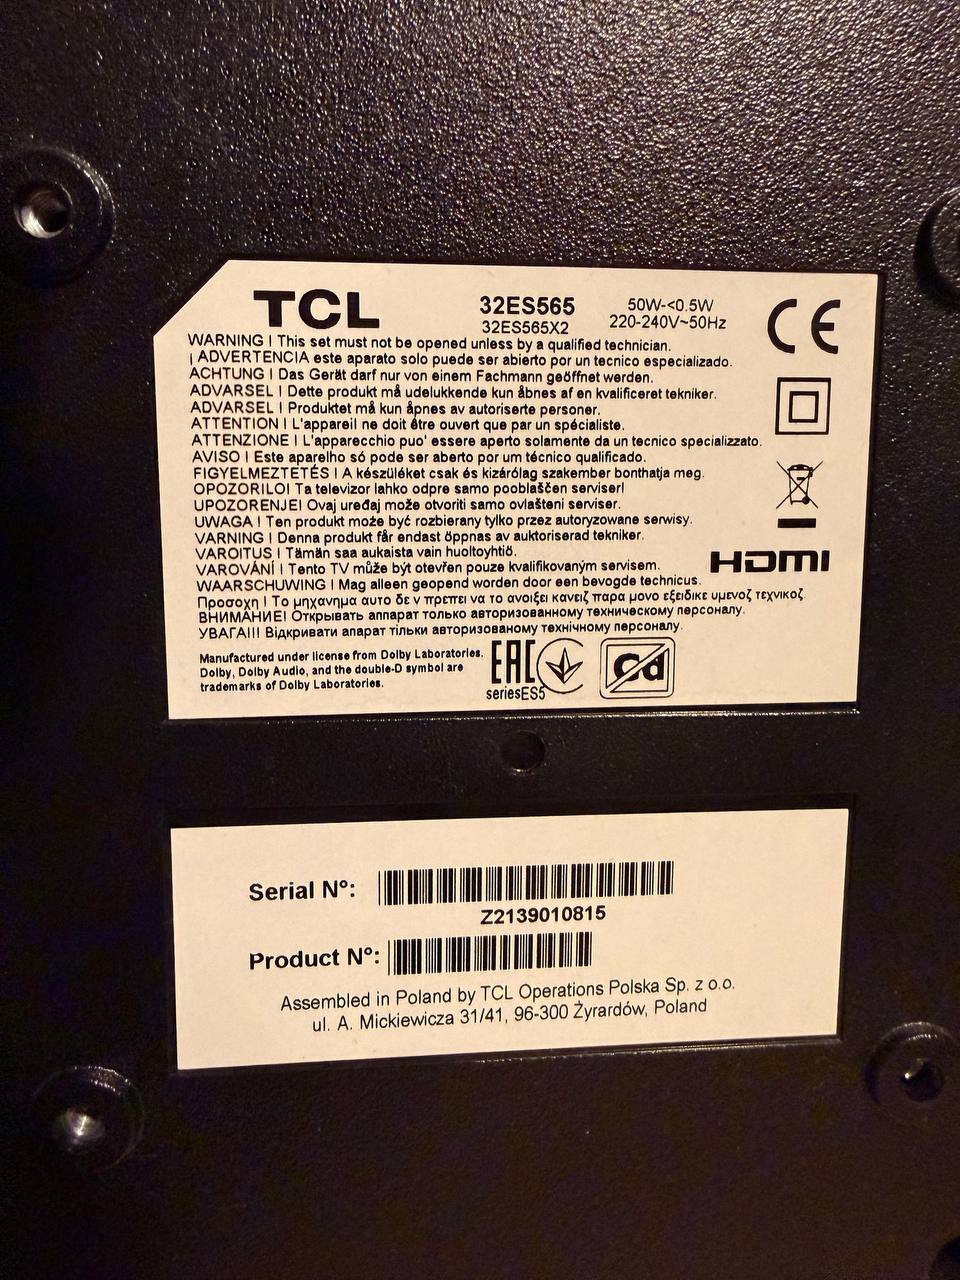 TCL
32ES565
32ES565X2
50W-<0.5W
220-240V~50Hz
CE
WARNING ! This set must not be opened unless by a qualified technician.
¡ ADVERTENCIA este aparato solo puede ser abierto por un tecnico especializado.
ACHTUNG ! Das Gerät darf nur von einem Fachmann geöffnet werden.
ADVARSEL ! Dette produkt må udelukkende kun åbnes af en kvalificeret tekniker.
ADVARSEL ! Produktet må kun åpnes av autoriserte personer.
ATTENTION ! L'appareil ne doit être ouvert que par un spécialiste.
ATTENZIONE ! L'apparecchio puo' essere aperto solamente da un tecnico specializzato.
AVISO ! Este aparelho só pode ser aberto por um técnico qualificado.
FIGYELMEZTETÉS ! A készüléket csak és kizárólag szakember bonthatja meg.
OPOZORILO! Ta televizor lahko odpre samo pooblaščen serviser!
UPOZORENJE! Ovaj uređaj može otvoriti samo ovlašteni serviser.
UWAGA ! Ten produkt może być rozbierany tylko przez autoryzowane serwisy.
VARNING ! Denna produkt får endast öppnas av auktoriserad tekniker.
VAROITUS ! Tämän saa aukaista vain huoltoyhtiö.
VAROVÁNÍ ! Tento TV může být otevřen pouze kvalifikovaným servisem.
WAARSCHUWING ! Mag alleen geopend worden door een bevogde technicus.
Προσοχη ! Το μηχανημα αυτο δε ν πρεπει να το ανοιξει κανειζ παρα μονο εξειδικε υμενοζ τεχνικοζ
ВНИМАНИЕ! Открывать аппарат только авторизованному техническому персоналу.
УВАГА!!! Відкривати апарат тільки авторизованому технічному персоналу.
HDMI
Manufactured under license from Dolby Laboratories.
Dolby, Dolby Audio, and the double-D symbol are
trademarks of Dolby Laboratories.
EAC
seriesES5
Cd
Serial Nº:
Z2139010815
Product Nº:
Assembled in Poland by TCL Operations Polska Sp. z o.o.
ul. A. Mickiewicza 31/41, 96-300 Żyrardów, Poland